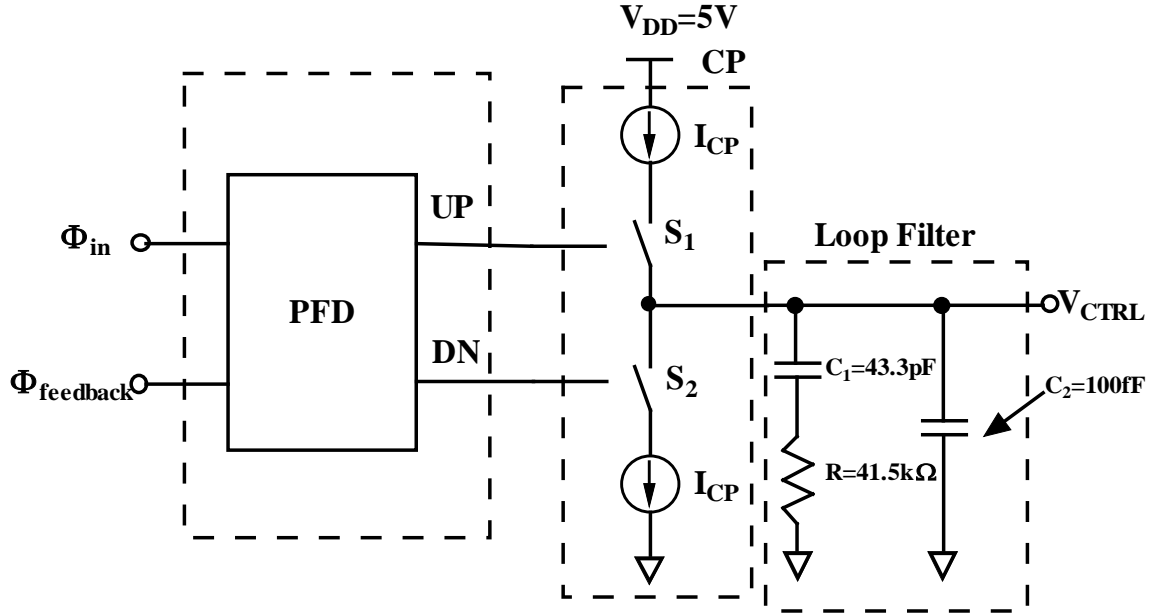 V_DD=5V
CP
I_CP
UP
S_1
Loop Filter
Φ_in
PFD
V_CTRL
DN
Φ_feedback
S_2
C_1=43.3pF
C_2=100fF
R=41.5kΩ
I_CP